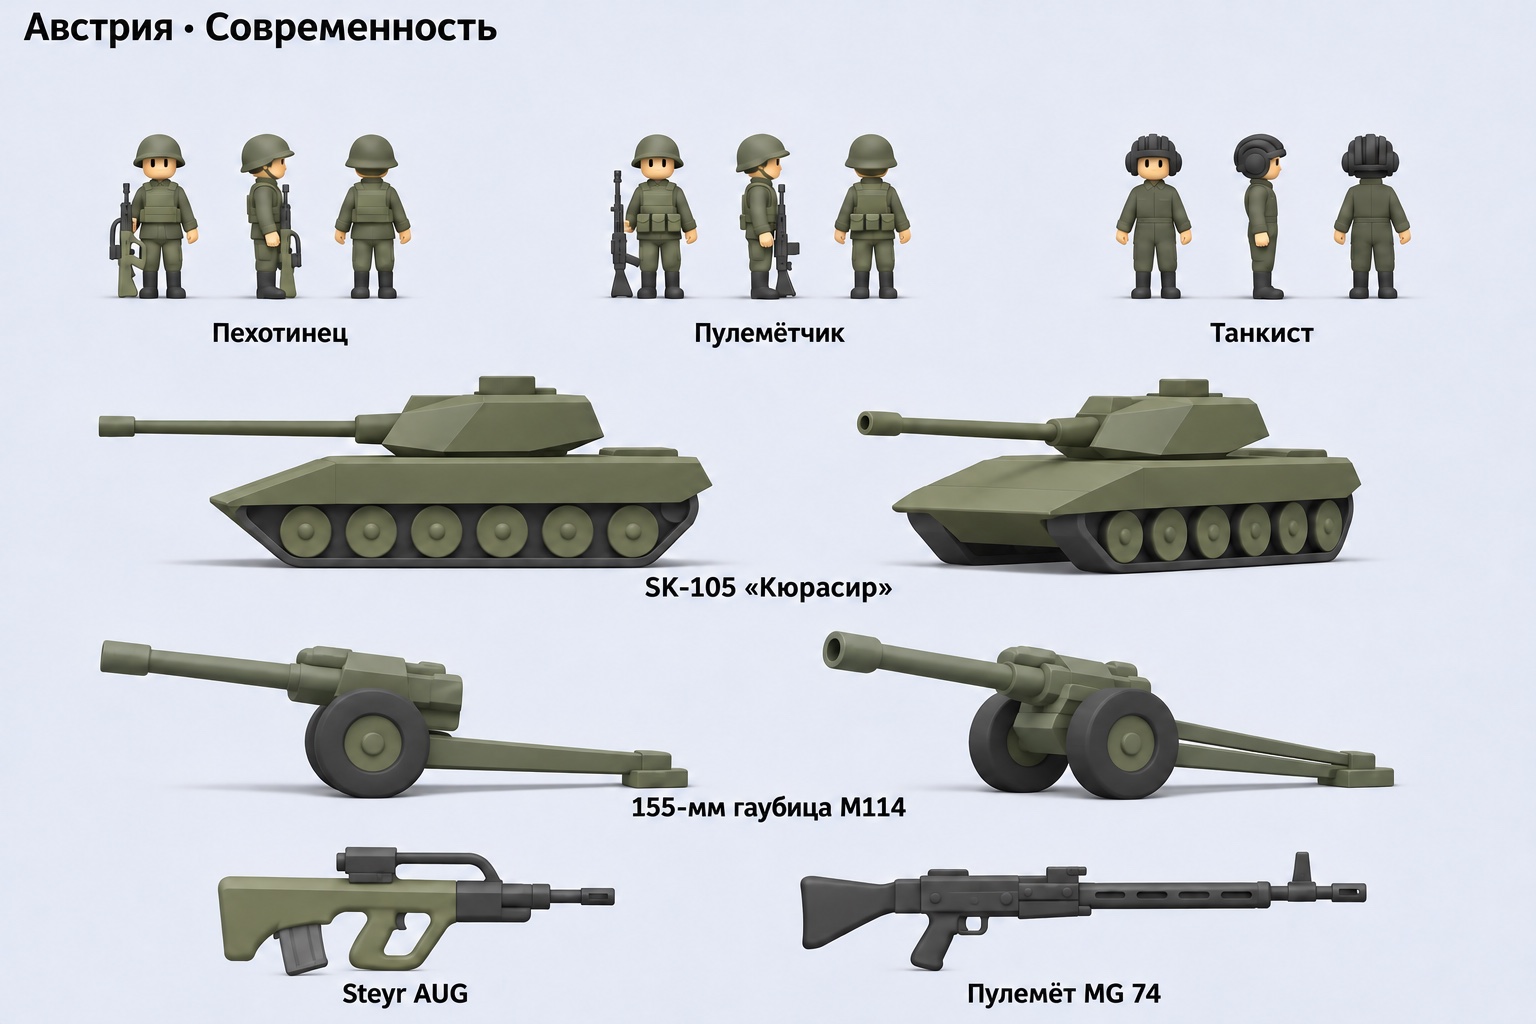 Австрия • Современность
Пехотинец
Пулемётчик
Танкист
SK-105 «Кюрасир»
155-мм гаубица M114
Steyr AUG
Пулемёт MG 74